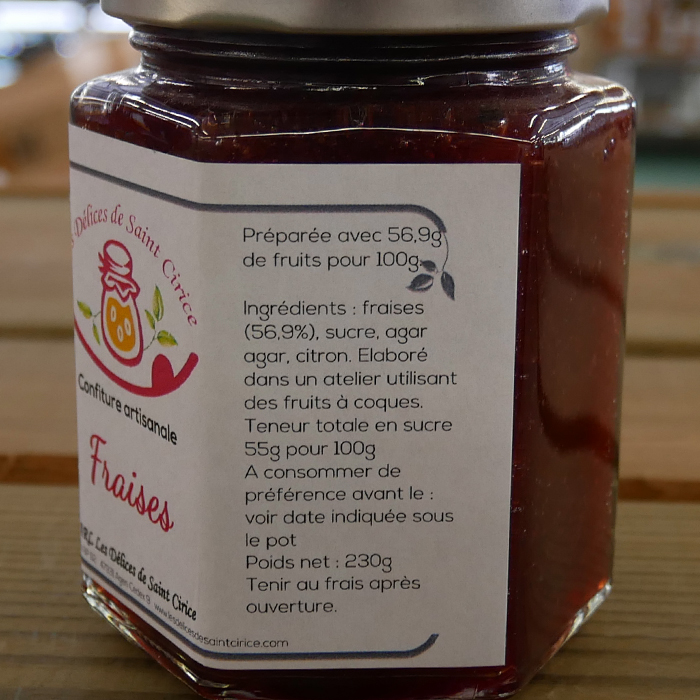 Délices de Saint Cirice
Confiture artisanale
Fraises
Les Délices de Saint Cirice
Préparée avec 56,9g
de fruits pour 100g
Ingrédients : fraises
(56,9%), sucre, agar
agar, citron. Elaboré
dans un atelier utilisant
des fruits à coques.
Teneur totale en sucre
55g pour 100g
A consommer de
préférence avant le :
voir date indiquée sous
le pot
Poids net : 230g
Tenir au frais après
ouverture.
www.lesdelicesdesaintcirice.com